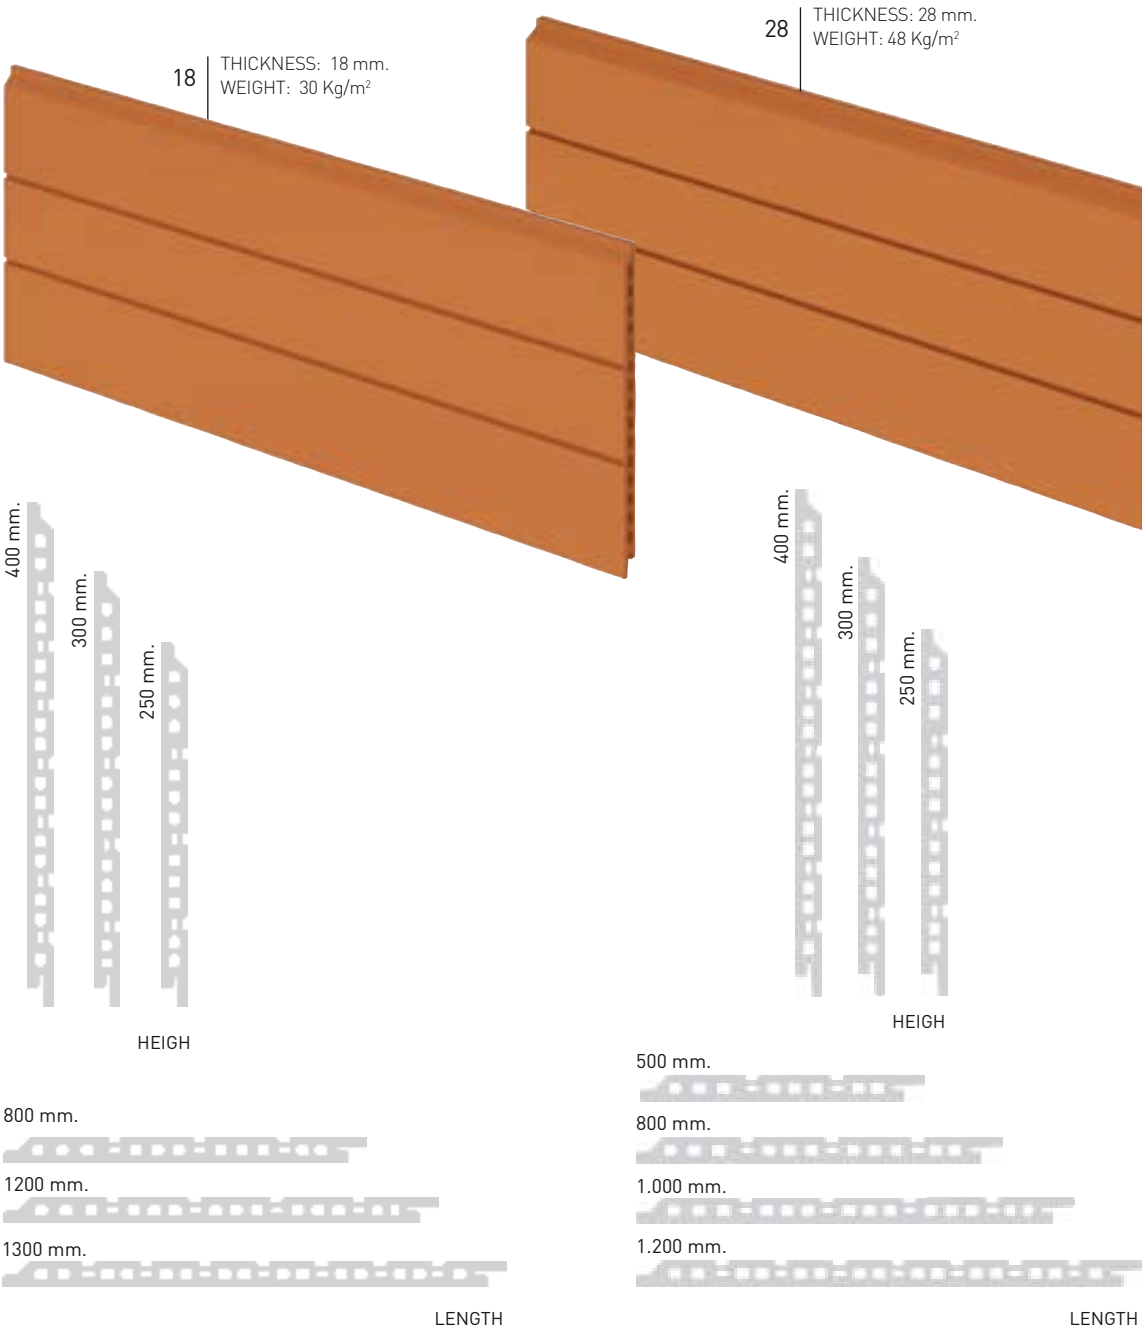 18
THICKNESS: 18 mm.
WEIGHT: 30 Kg/m²
28
THICKNESS: 28 mm.
WEIGHT: 48 Kg/m²
400 mm.
300 mm.
250 mm.
HEIGH
400 mm.
300 mm.
250 mm.
HEIGH
800 mm.
1200 mm.
1300 mm.
LENGTH
500 mm.
800 mm.
1.000 mm.
1.200 mm.
LENGTH